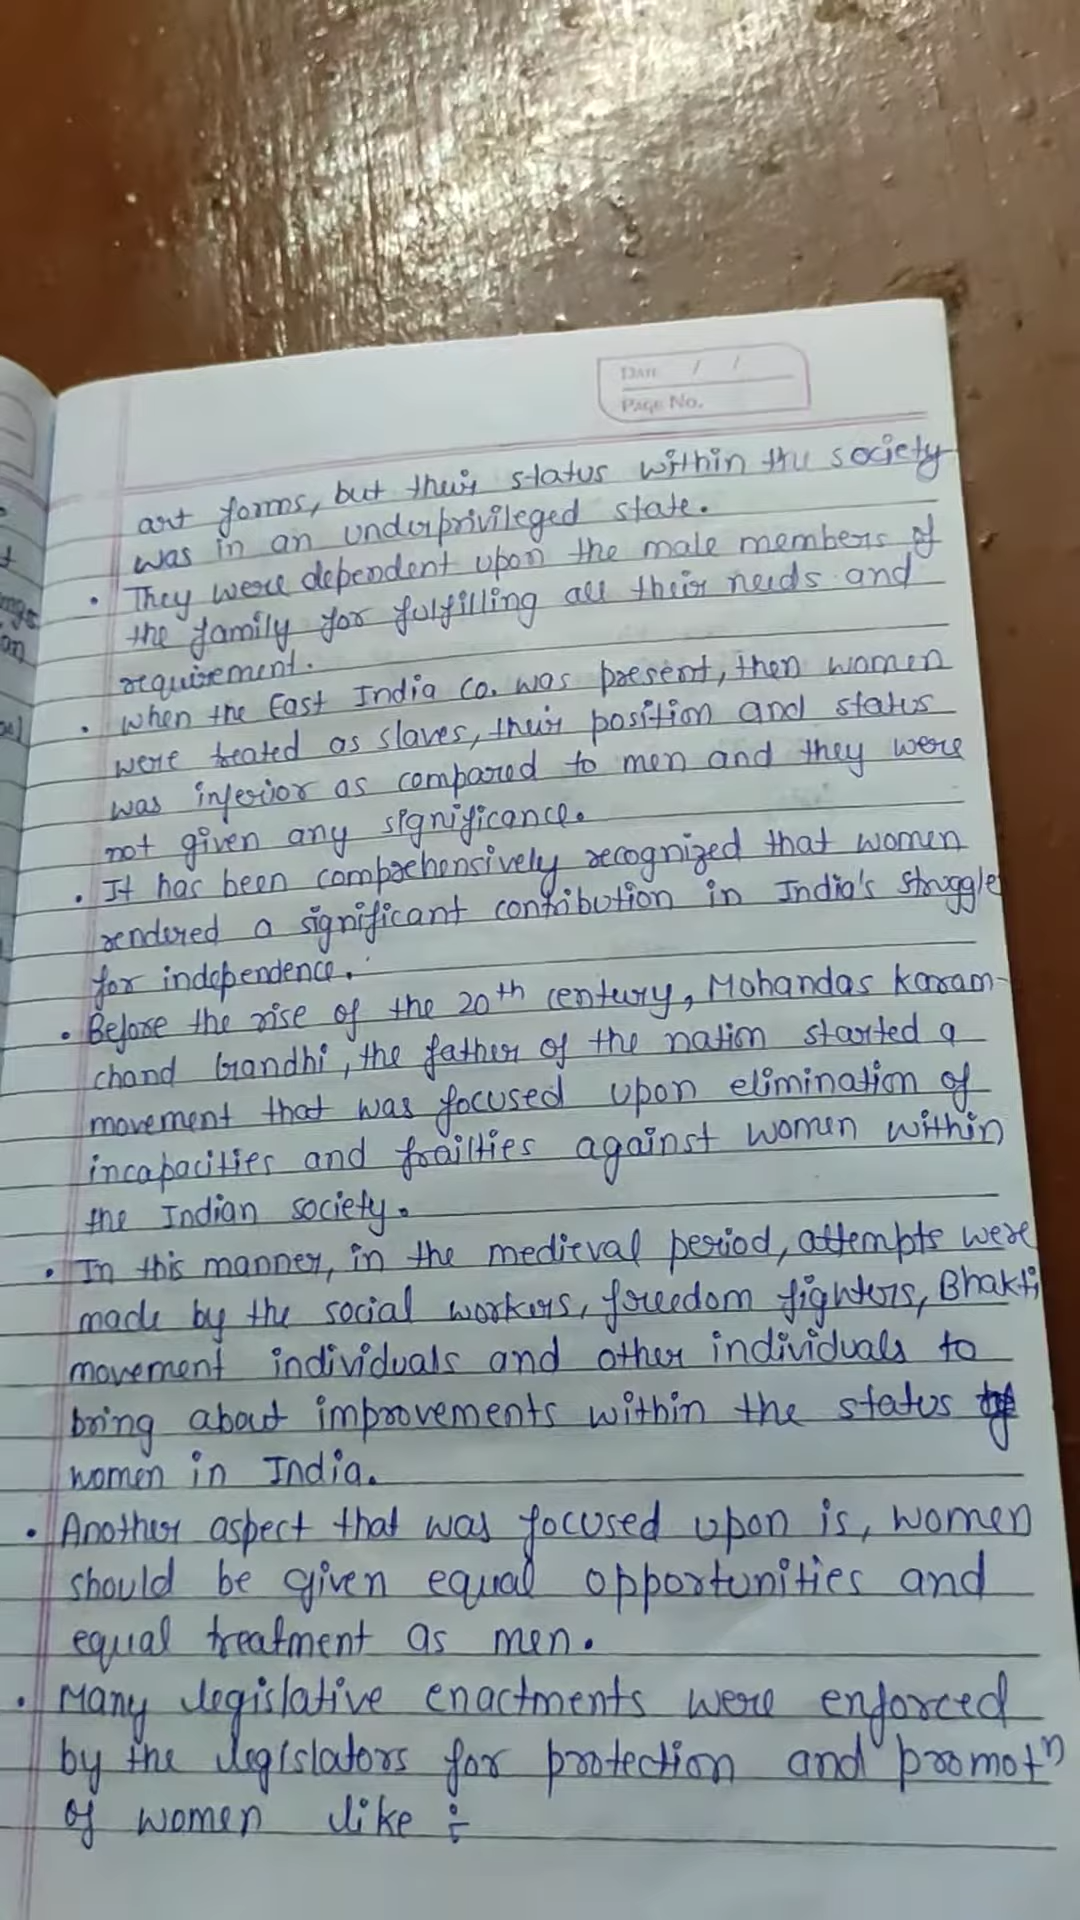 DATE / /
PAGE NO.
art forms, but their status within the society
was in an underprivileged state.
• They were dependent upon the male members of
the family for fulfilling all their needs and
requirement.
• When the East India Co. was present, then women
were treated as slaves, their position and status
was inferior as compared to men and they were
not given any significance.
• It has been comprehensively recognized that women
rendered a significant contribution in India's struggle
for independence.
• Before the rise of the 20th century, Mohandas Karam-
chand Gandhi, the father of the nation started a
movement that was focused upon elimination of
incapacities and frailties against women within
the Indian society.
• In this manner, in the medieval period, attempts were
made by the social workers, freedom fighters, Bhakti
movement individuals and other individuals to
bring about improvements within the status of
women in India.
• Another aspect that was focused upon is, women
should be given equal opportunities and
equal treatment as men.
• Many legislative enactments were enforced
by the legislators for protection and promotn
of women like ÷